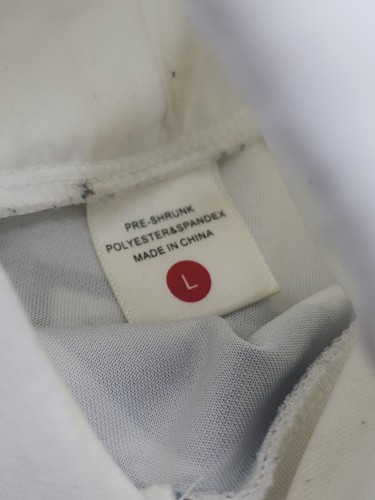 PRE-SHRUNK
POLYESTER&SPANDEX
MADE IN CHINA
L